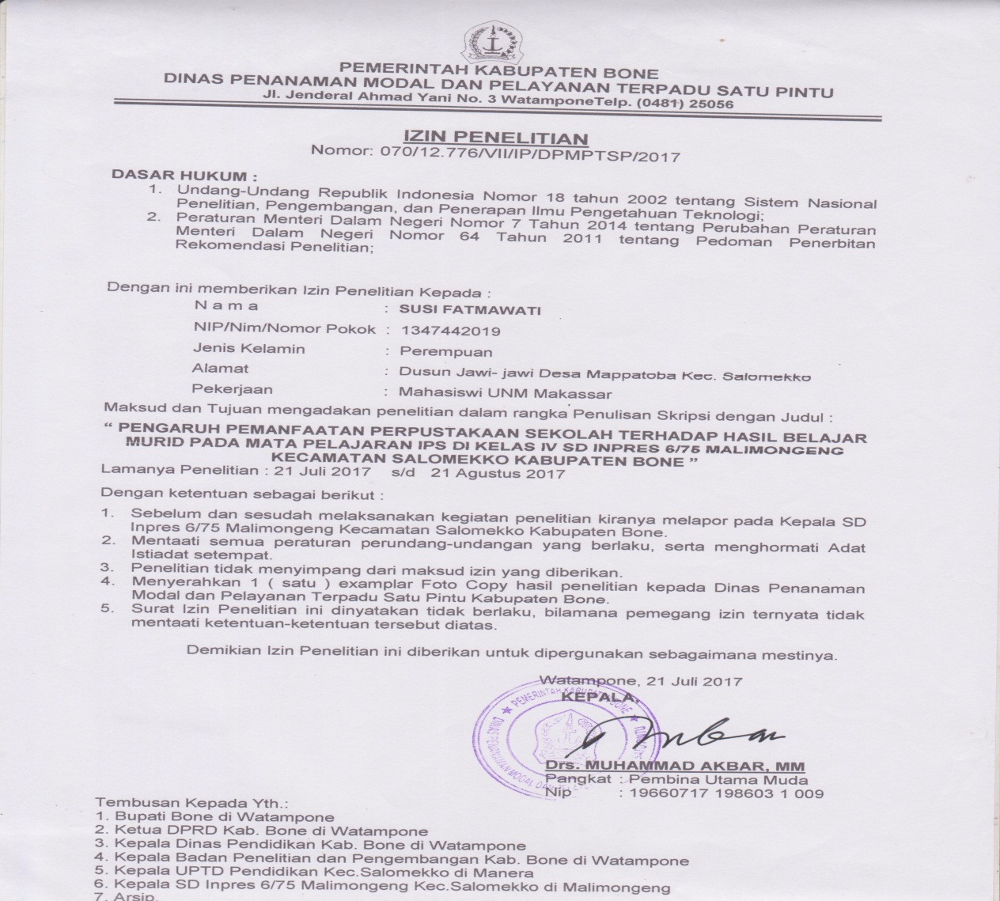 PEMERINTAH KABUPATEN BONE
DINAS PENANAMAN MODAL DAN PELAYANAN TERPADU SATU PINTU
Jl. Jenderal Ahmad Yani No. 3 WatamponeTelp. (0481) 25056
IZIN PENELITIAN
Nomor: 070/12.776/VII/IP/DPMPTSP/2017
DASAR HUKUM :
1. Undang-Undang Republik Indonesia Nomor 18 tahun 2002 tentang Sistem Nasional
Penelitian, Pengembangan, dan Penerapan Ilmu Pengetahuan Teknologi;
2. Peraturan Menteri Dalam Negeri Nomor 7 Tahun 2014 tentang Perubahan Peraturan
Menteri Dalam Negeri Nomor 64 Tahun 2011 tentang Pedoman Penerbitan
Rekomendasi Penelitian;
Dengan ini memberikan Izin Penelitian Kepada :
N a m a : SUSI FATMAWATI
NIP/Nim/Nomor Pokok : 1347442019
Jenis Kelamin : Perempuan
Alamat : Dusun Jawi- jawi Desa Mappatoba Kec. Salomekko
Pekerjaan : Mahasiswi UNM Makassar
Maksud dan Tujuan mengadakan penelitian dalam rangka Penulisan Skripsi dengan Judul :
“ PENGARUH PEMANFAATAN PERPUSTAKAAN SEKOLAH TERHADAP HASIL BELAJAR
MURID PADA MATA PELAJARAN IPS DI KELAS IV SD INPRES 6/75 MALIMONGENG
KECAMATAN SALOMEKKO KABUPATEN BONE ”
Lamanya Penelitian : 21 Juli 2017 s/d 21 Agustus 2017
Dengan ketentuan sebagai berikut :
1. Sebelum dan sesudah melaksanakan kegiatan penelitian kiranya melapor pada Kepala SD
Inpres 6/75 Malimongeng Kecamatan Salomekko Kabupaten Bone.
2. Mentaati semua peraturan perundang-undangan yang berlaku, serta menghormati Adat
Istiadat setempat.
3. Penelitian tidak menyimpang dari maksud izin yang diberikan.
4. Menyerahkan 1 ( satu ) examplar Foto Copy hasil penelitian kepada Dinas Penanaman
Modal dan Pelayanan Terpadu Satu Pintu Kabupaten Bone.
5. Surat Izin Penelitian ini dinyatakan tidak berlaku, bilamana pemegang izin ternyata tidak
mentaati ketentuan-ketentuan tersebut diatas.
Demikian Izin Penelitian ini diberikan untuk dipergunakan sebagaimana mestinya.
Watampone, 21 Juli 2017
KEPALA,
PEMERINTAH KABUPATEN BONE
DINAS PENANAMAN MODAL DAN
Drs. MUHAMMAD AKBAR, MM
Pangkat : Pembina Utama Muda
Nip : 19660717 198603 1 009
Tembusan Kepada Yth.:
1. Bupati Bone di Watampone
2. Ketua DPRD Kab. Bone di Watampone
3. Kepala Dinas Pendidikan Kab. Bone di Watampone
4. Kepala Badan Penelitian dan Pengembangan Kab. Bone di Watampone
5. Kepala UPTD Pendidikan Kec.Salomekko di Manera
6. Kepala SD Inpres 6/75 Malimongeng Kec.Salomekko di Malimongeng
7. Arsip.